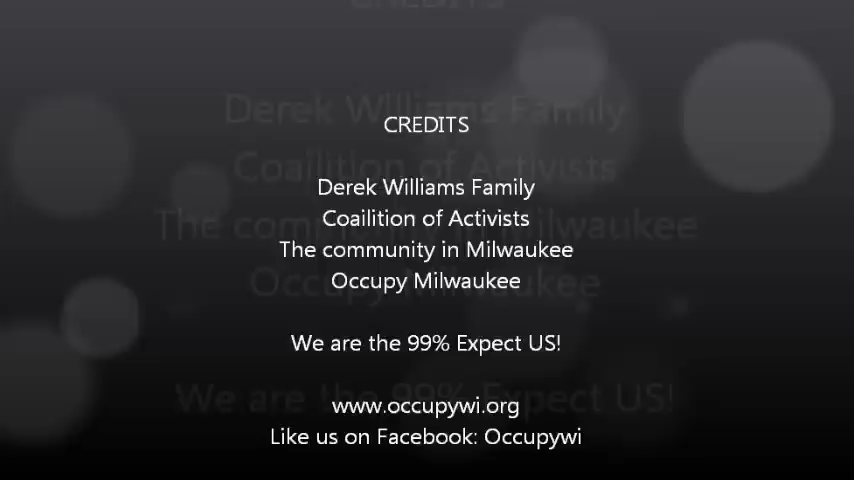 CREDITS
Derek Williams Family
Coailition of Activists
The community in Milwaukee
Occupy Milwaukee
We are the 99% Expect US!
www.occupywi.org
Like us on Facebook: Occupywi